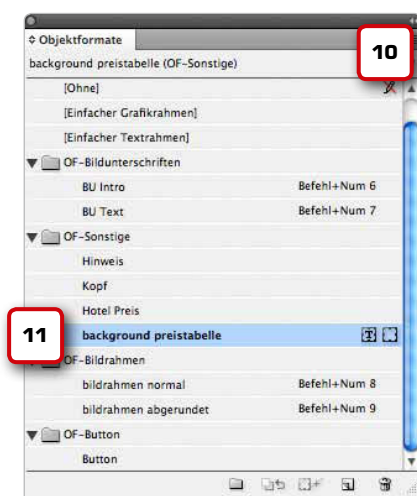 Objektformate
10
background preistabelle (OF-Sonstige)
[Ohne]
[Einfacher Grafikrahmen]
[Einfacher Textrahmen]
OF-Bildunterschriften
BU Intro Befehl+Num 6
BU Text Befehl+Num 7
OF-Sonstige
Hinweis
Kopf
Hotel Preis
11 background preistabelle T
OF-Bildrahmen
bildrahmen normal Befehl+Num 8
bildrahmen abgerundet Befehl+Num 9
OF-Button
Button